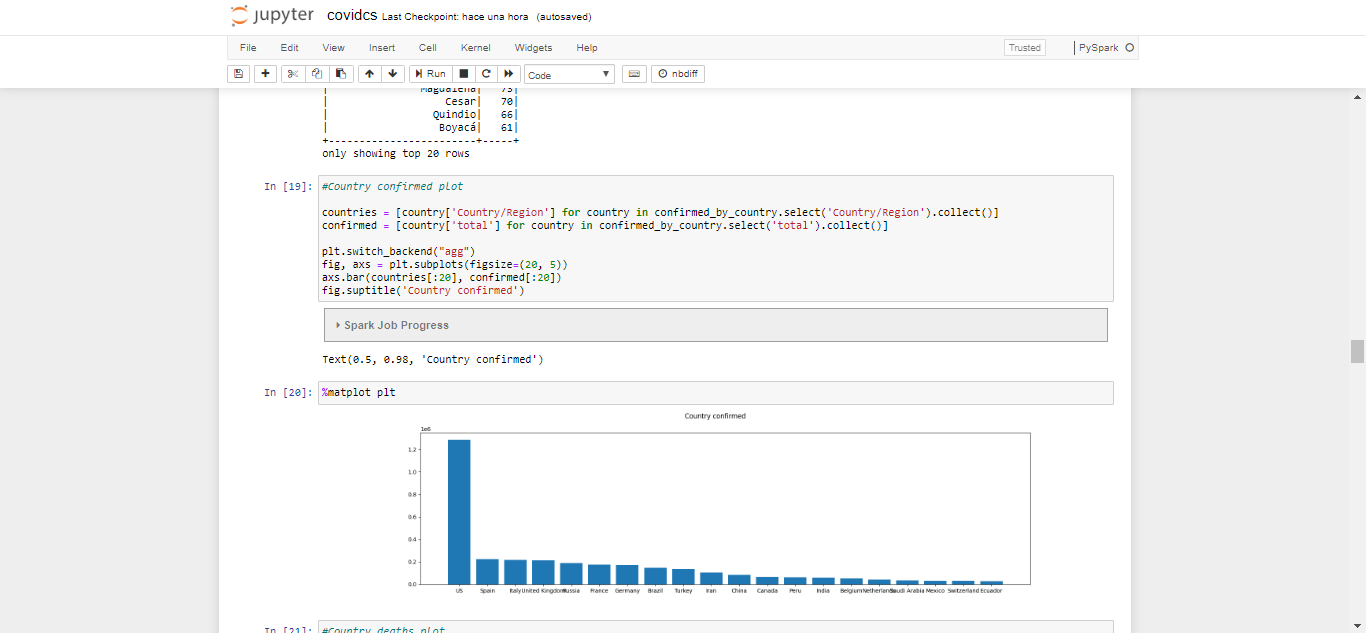 jupyter covidcs Last Checkpoint: hace una hora (autosaved)
File Edit View Insert Cell Kernel Widgets Help Trusted PySpark
Run Code nbdiff
| Magdalena| 73|
| Cesar| 70|
| Quindio| 66|
| Boyacá| 61|
+------------------------+-----+
only showing top 20 rows
In [19]: #Country confirmed plot
countries = [country['Country/Region'] for country in confirmed_by_country.select('Country/Region').collect()]
confirmed = [country['total'] for country in confirmed_by_country.select('total').collect()]
plt.switch_backend("agg")
fig, axs = plt.subplots(figsize=(20, 5))
axs.bar(countries[:20], confirmed[:20])
fig.suptitle('Country confirmed')
Spark Job Progress
Text(0.5, 0.98, 'Country confirmed')
In [20]: %matplot plt
Country confirmed
1e6
1.2
1.0
0.8
0.6
0.4
0.2
0.0
US Spain Italy United Kingdom Russia France Germany Brazil Turkey Iran China Canada Peru India Belgium Netherlands Saudi Arabia Mexico Switzerland Ecuador
In [21]: #Country deaths plot